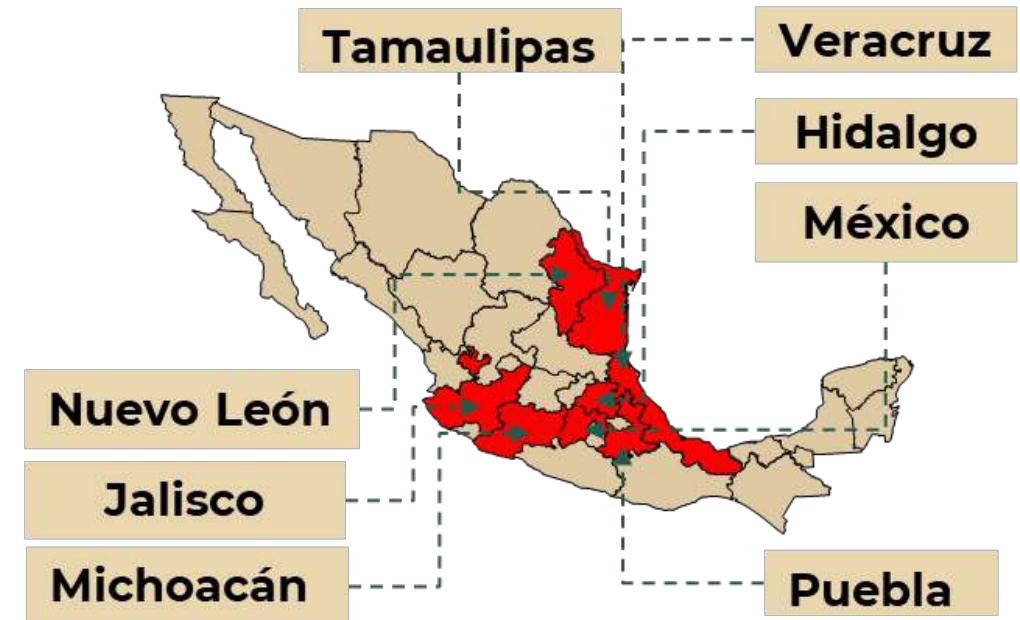 Tamaulipas
Veracruz
Hidalgo
México
Nuevo León
Jalisco
Michoacán
Puebla